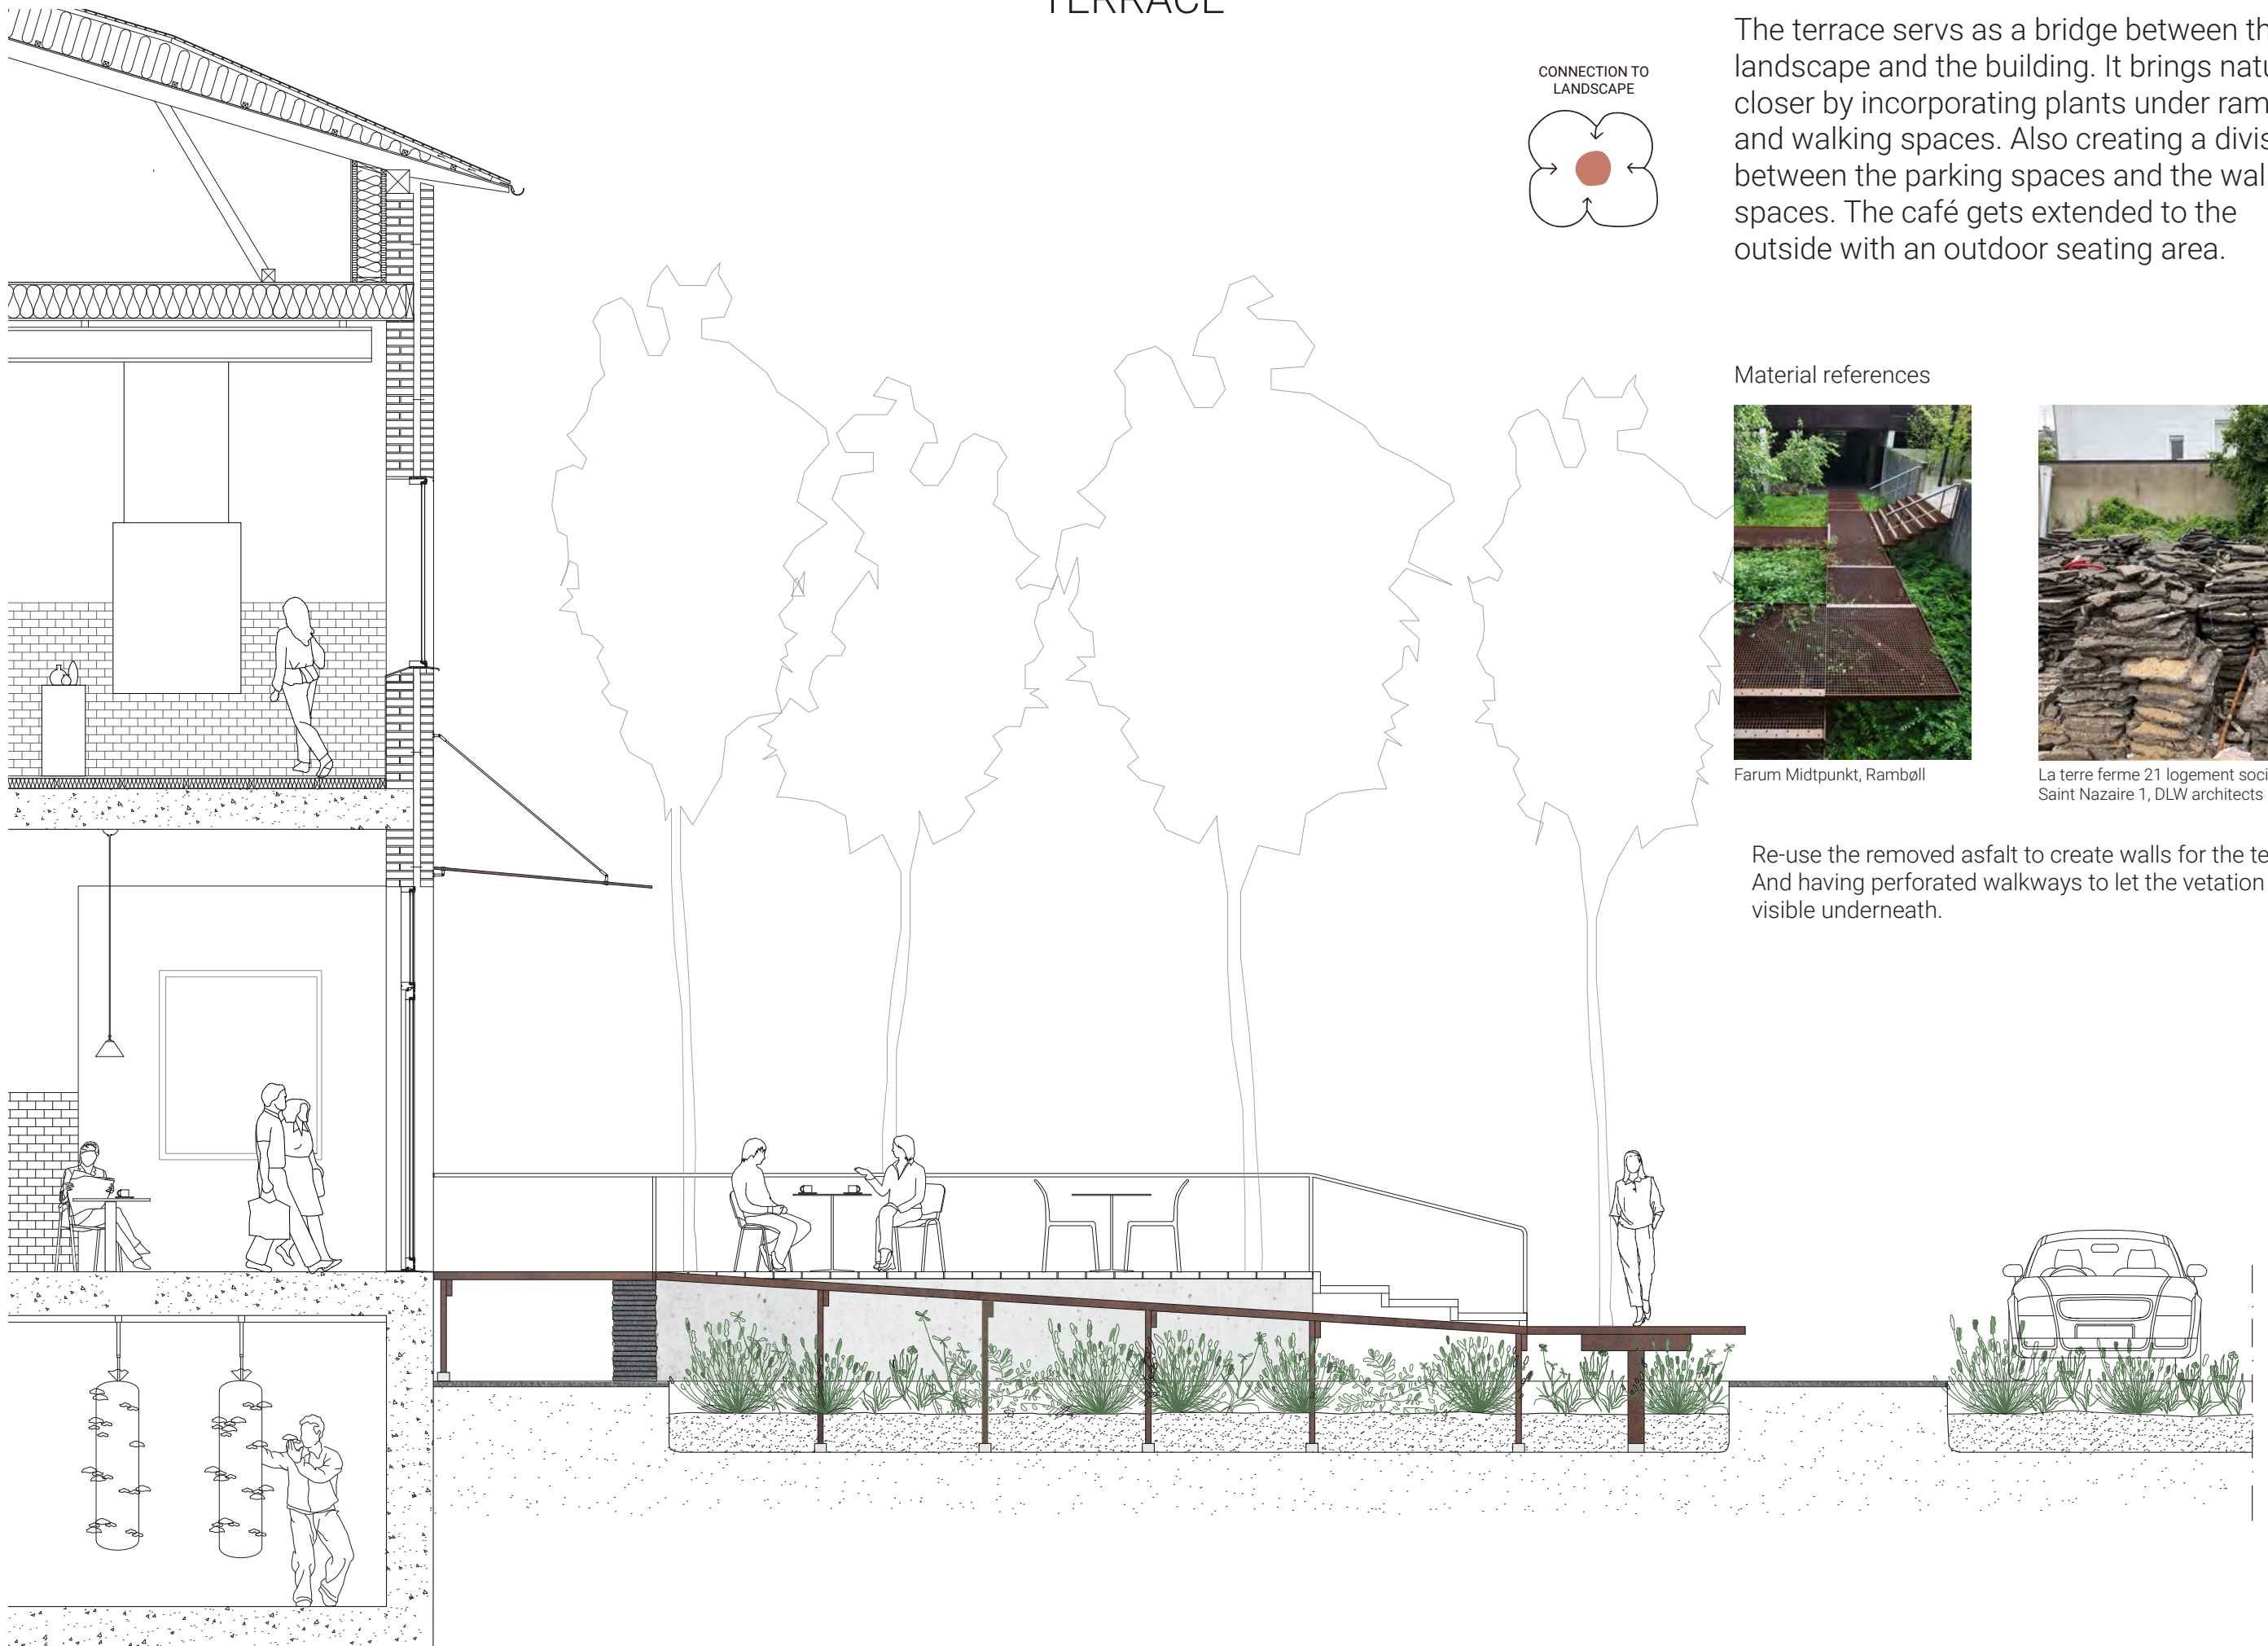 TERRACE
CONNECTION TO
LANDSCAPE
The terrace servs as a bridge between th
landscape and the building. It brings natu
closer by incorporating plants under ram
and walking spaces. Also creating a divis
between the parking spaces and the wal
spaces. The café gets extended to the
outside with an outdoor seating area.
Material references
Farum Midtpunkt, Rambøll
La terre ferme 21 logement soci
Saint Nazaire 1, DLW architects
Re-use the removed asfalt to create walls for the te
And having perforated walkways to let the vetation
visible underneath.